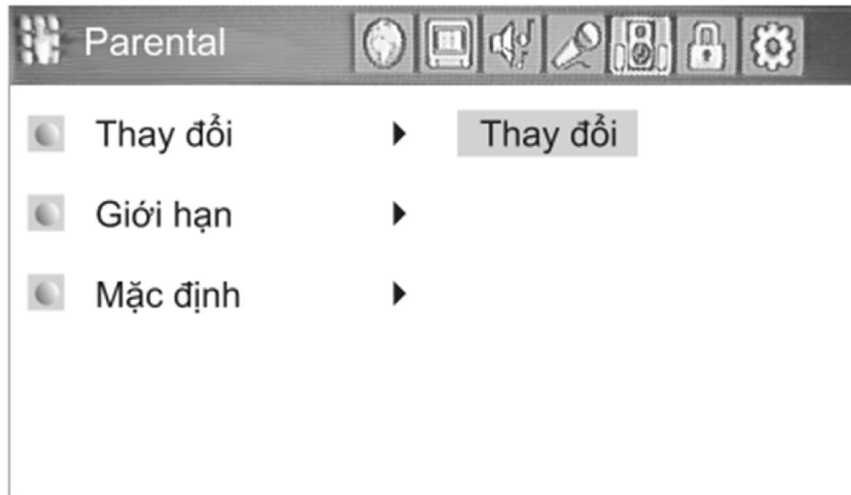 Parental
Thay đổi Thay đổi
Giới hạn
Mặc định